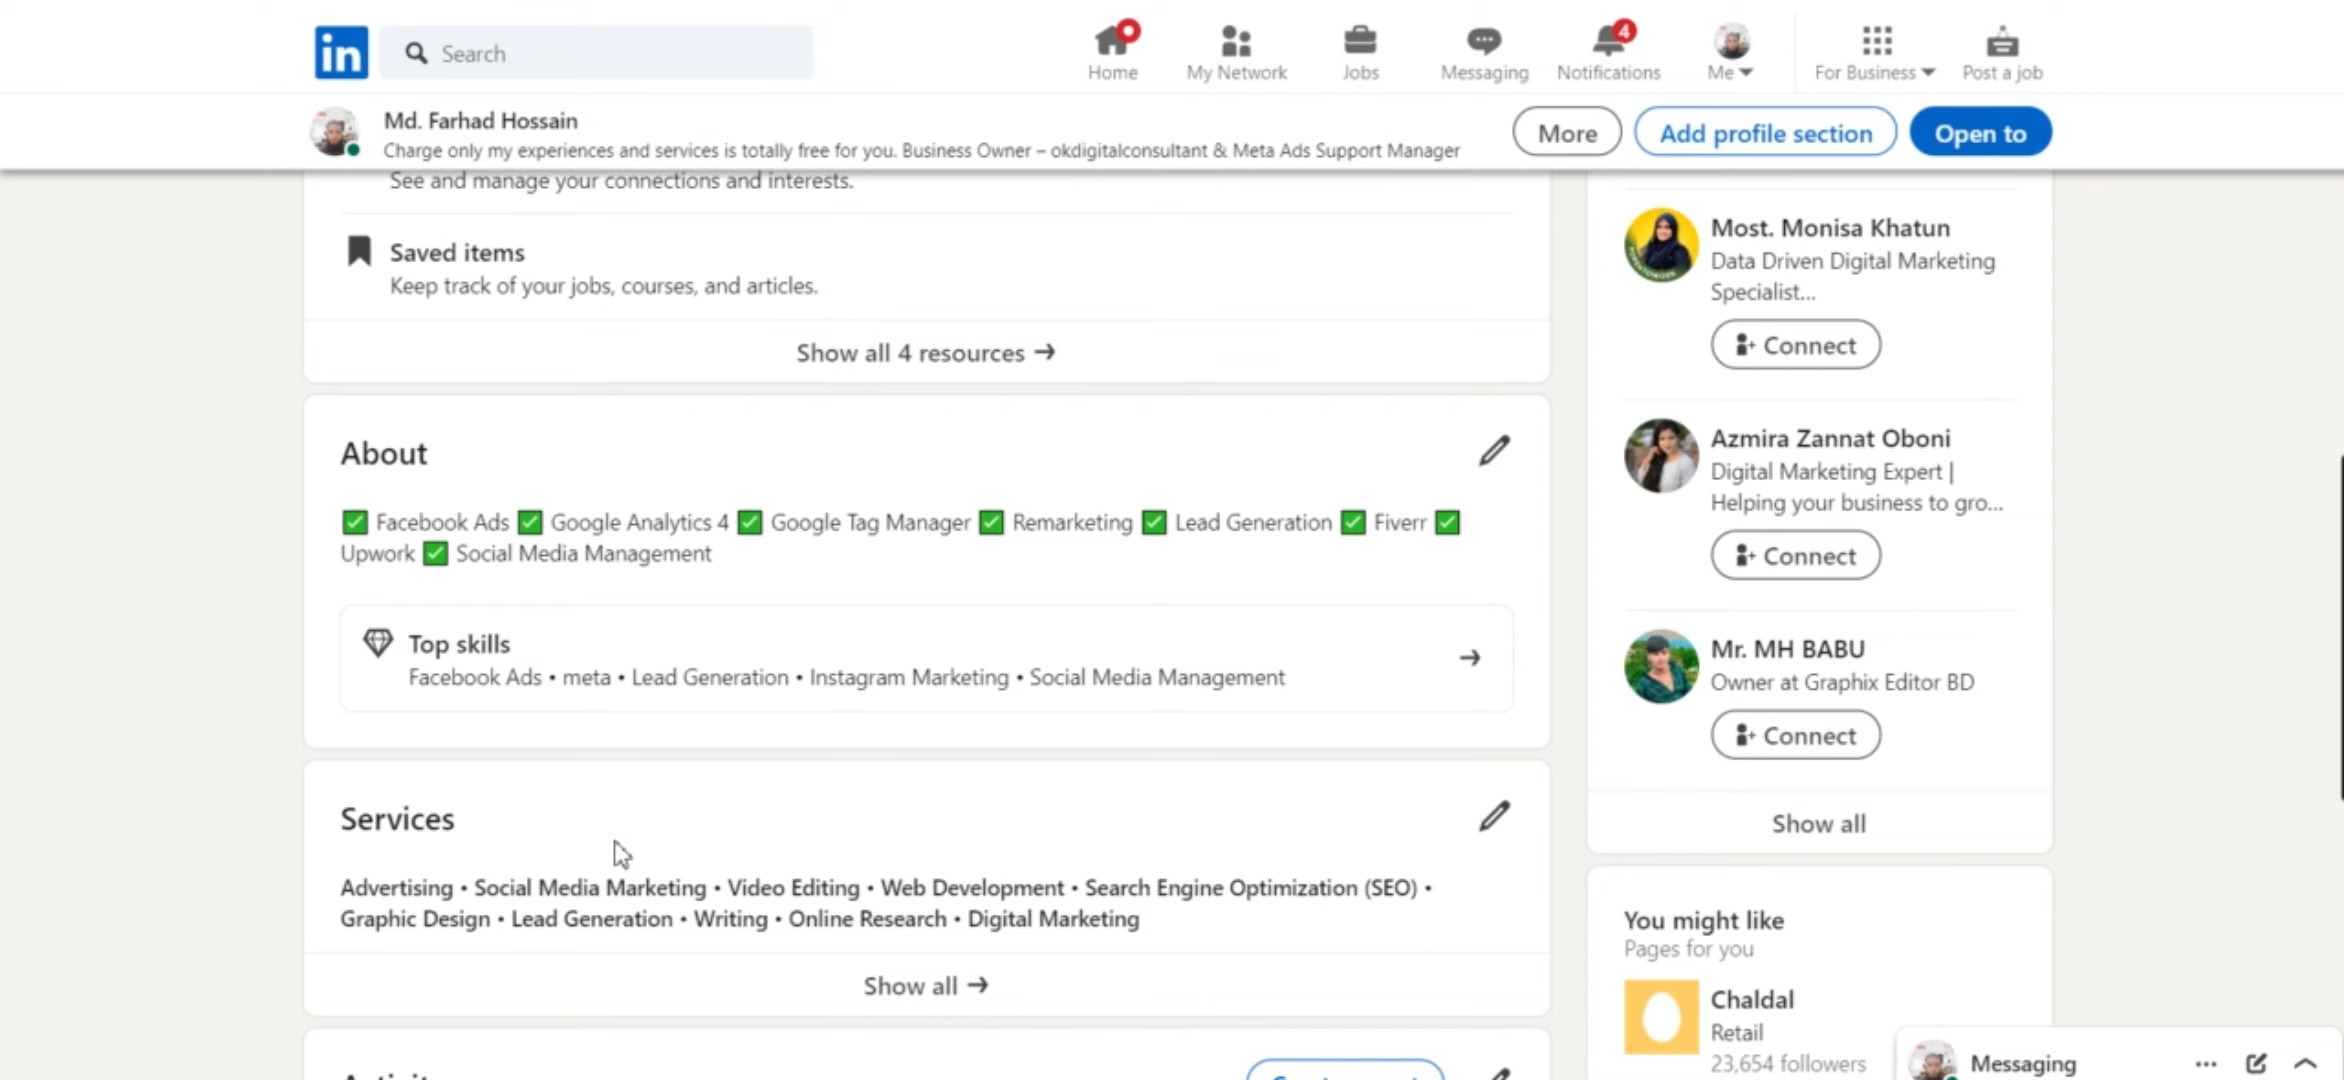 in
Search
Home
My Network
Jobs
Messaging
4
Notifications
Me
For Business
Post a job
Md. Farhad Hossain
Charge only my experiences and services is totally free for you. Business Owner – okdigitalconsultant & Meta Ads Support Manager
More
Add profile section
Open to
See and manage your connections and interests.
Saved items
Keep track of your jobs, courses, and articles.
Show all 4 resources →
About
✅ Facebook Ads ✅ Google Analytics 4 ✅ Google Tag Manager ✅ Remarketing ✅ Lead Generation ✅ Fiverr ✅
Upwork ✅ Social Media Management
Top skills
Facebook Ads • meta • Lead Generation • Instagram Marketing • Social Media Management
Services
Advertising • Social Media Marketing • Video Editing • Web Development • Search Engine Optimization (SEO) •
Graphic Design • Lead Generation • Writing • Online Research • Digital Marketing
Show all →
Most. Monisa Khatun
Data Driven Digital Marketing
Specialist...
Connect
Azmira Zannat Oboni
Digital Marketing Expert |
Helping your business to gro...
Connect
Mr. MH BABU
Owner at Graphix Editor BD
Connect
Show all
You might like
Pages for you
Chaldal
Retail
23,654 followers
Messaging